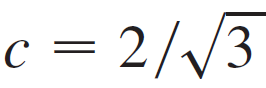 c = 2/√3